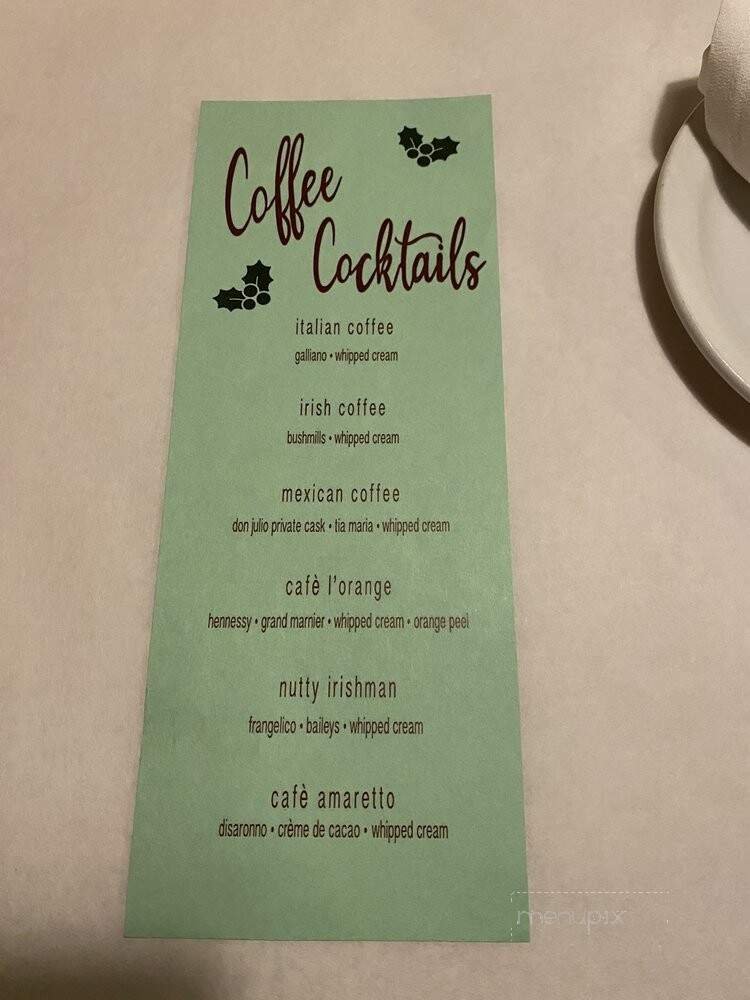 Coffee
Cocktails
italian coffee
galliano • whipped cream
irish coffee
bushmills • whipped cream
mexican coffee
don julio private cask • tia maria • whipped cream
cafè l'orange
hennessy • grand marnier • whipped cream • orange peel
nutty irishman
frangelico • baileys • whipped cream
cafè amaretto
disaronno • crème de cacao • whipped cream
menupix